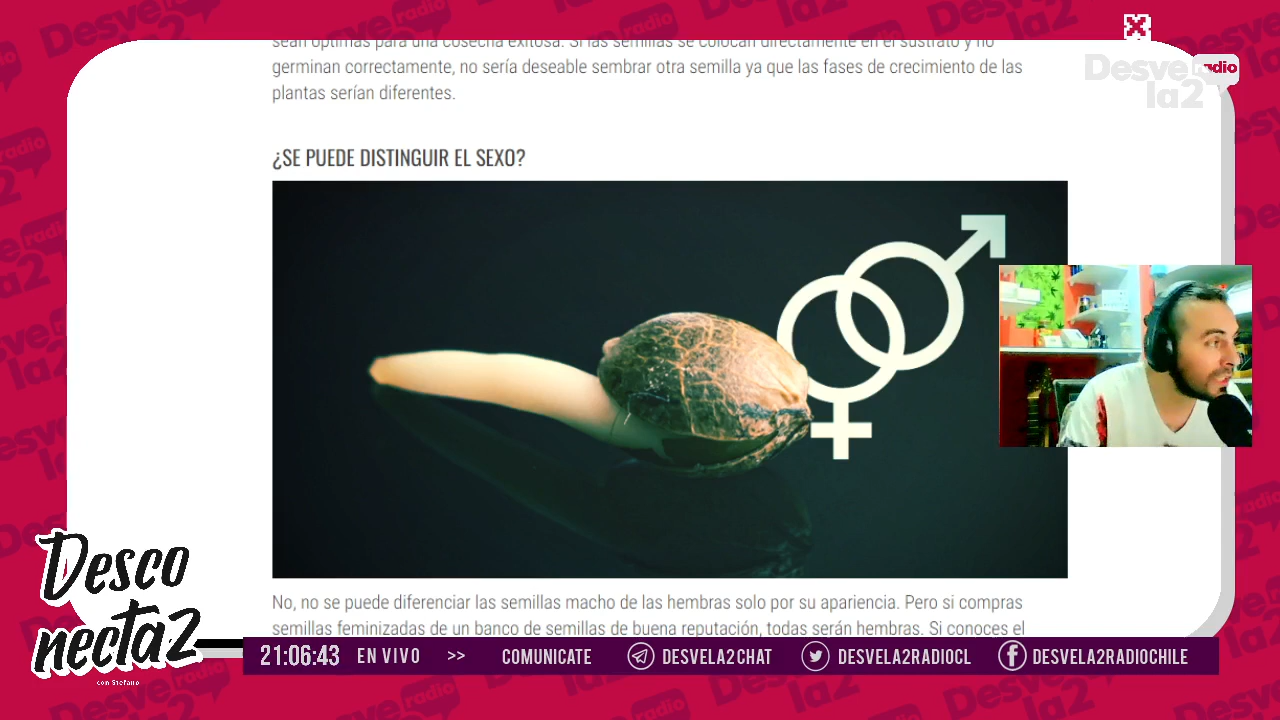 sean óptimas para una cosecha exitosa. Si las semillas se colocan directamente en el sustrato y no
germinan correctamente, no sería deseable sembrar otra semilla ya que las fases de crecimiento de las
plantas serían diferentes.
¿SE PUEDE DISTINGUIR EL SEXO?
No, no se puede diferenciar las semillas macho de las hembras solo por su apariencia. Pero si compras
semillas feminizadas de un banco de semillas de buena reputación, todas serán hembras. Si conoces el
Desve radio
la2
Desco
necta2
con Stefano
21:06:43 EN VIVO >> COMUNICATE DESVELA2CHAT DESVELA2RADIOCL DESVELA2RADIOCHILE